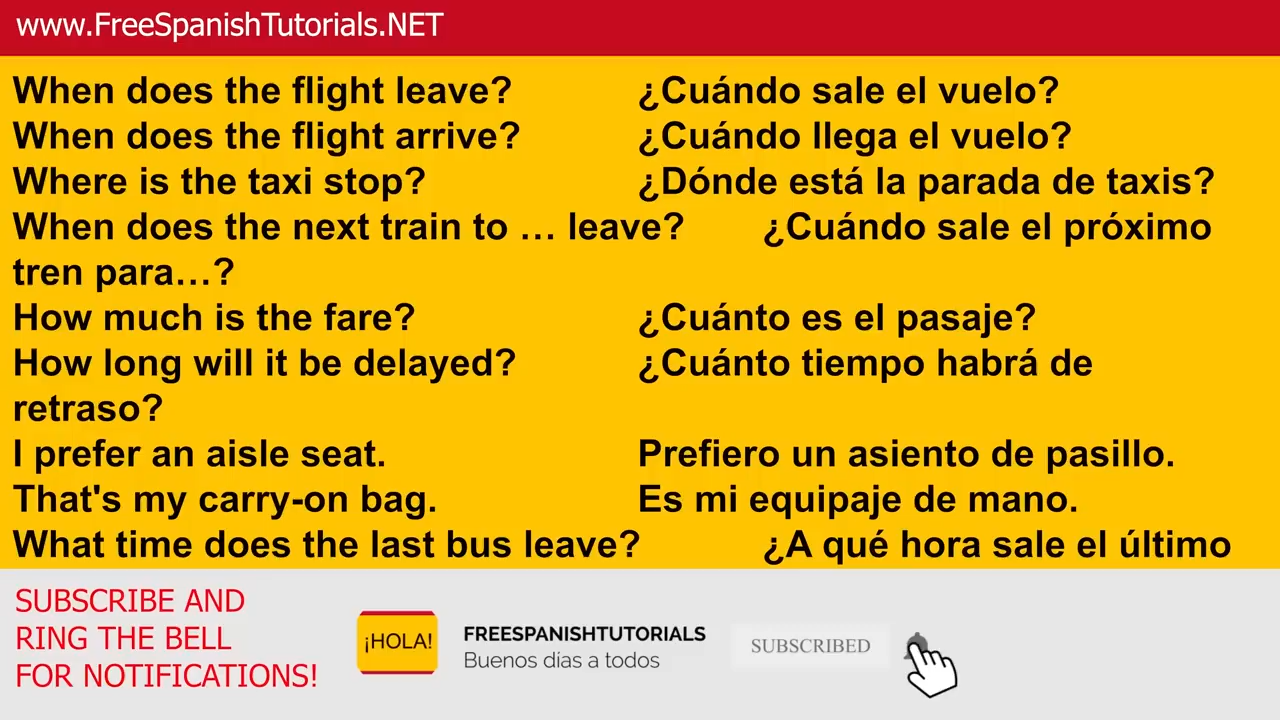 www.FreeSpanishTutorials.NET
When does the flight leave? ¿Cuándo sale el vuelo?
When does the flight arrive? ¿Cuándo llega el vuelo?
Where is the taxi stop? ¿Dónde está la parada de taxis?
When does the next train to … leave? ¿Cuándo sale el próximo
tren para…?
How much is the fare? ¿Cuánto es el pasaje?
How long will it be delayed? ¿Cuánto tiempo habrá de
retraso?
I prefer an aisle seat. Prefiero un asiento de pasillo.
That's my carry-on bag. Es mi equipaje de mano.
What time does the last bus leave? ¿A qué hora sale el último
SUBSCRIBE AND
RING THE BELL
FOR NOTIFICATIONS!
¡HOLA!
FREESPANISHTUTORIALS
Buenos días a todos
SUBSCRIBED